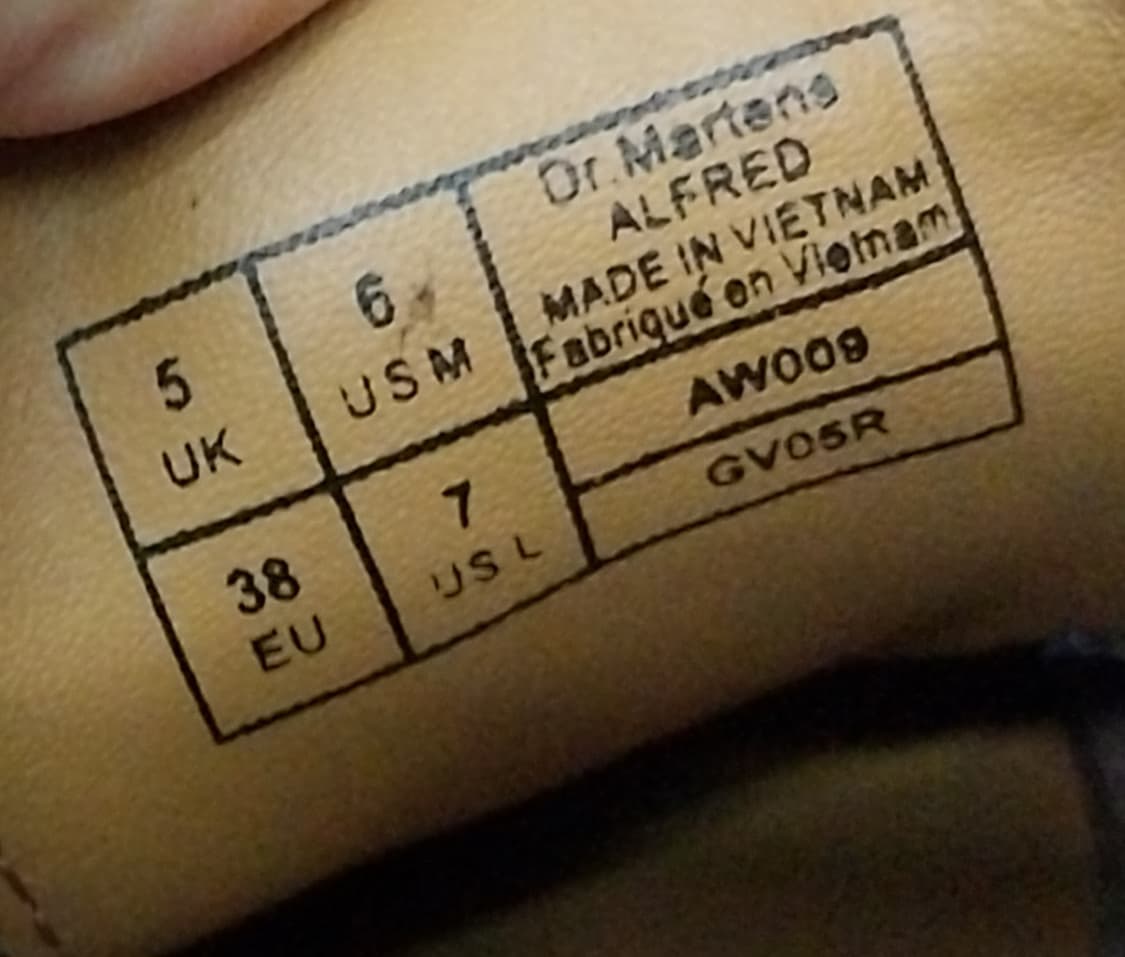 5
UK
6
US M
Dr. Martens
ALFRED
MADE IN VIETNAM
Fabriqué en Vietnam
38
EU
7
US L
AW009
GV05R